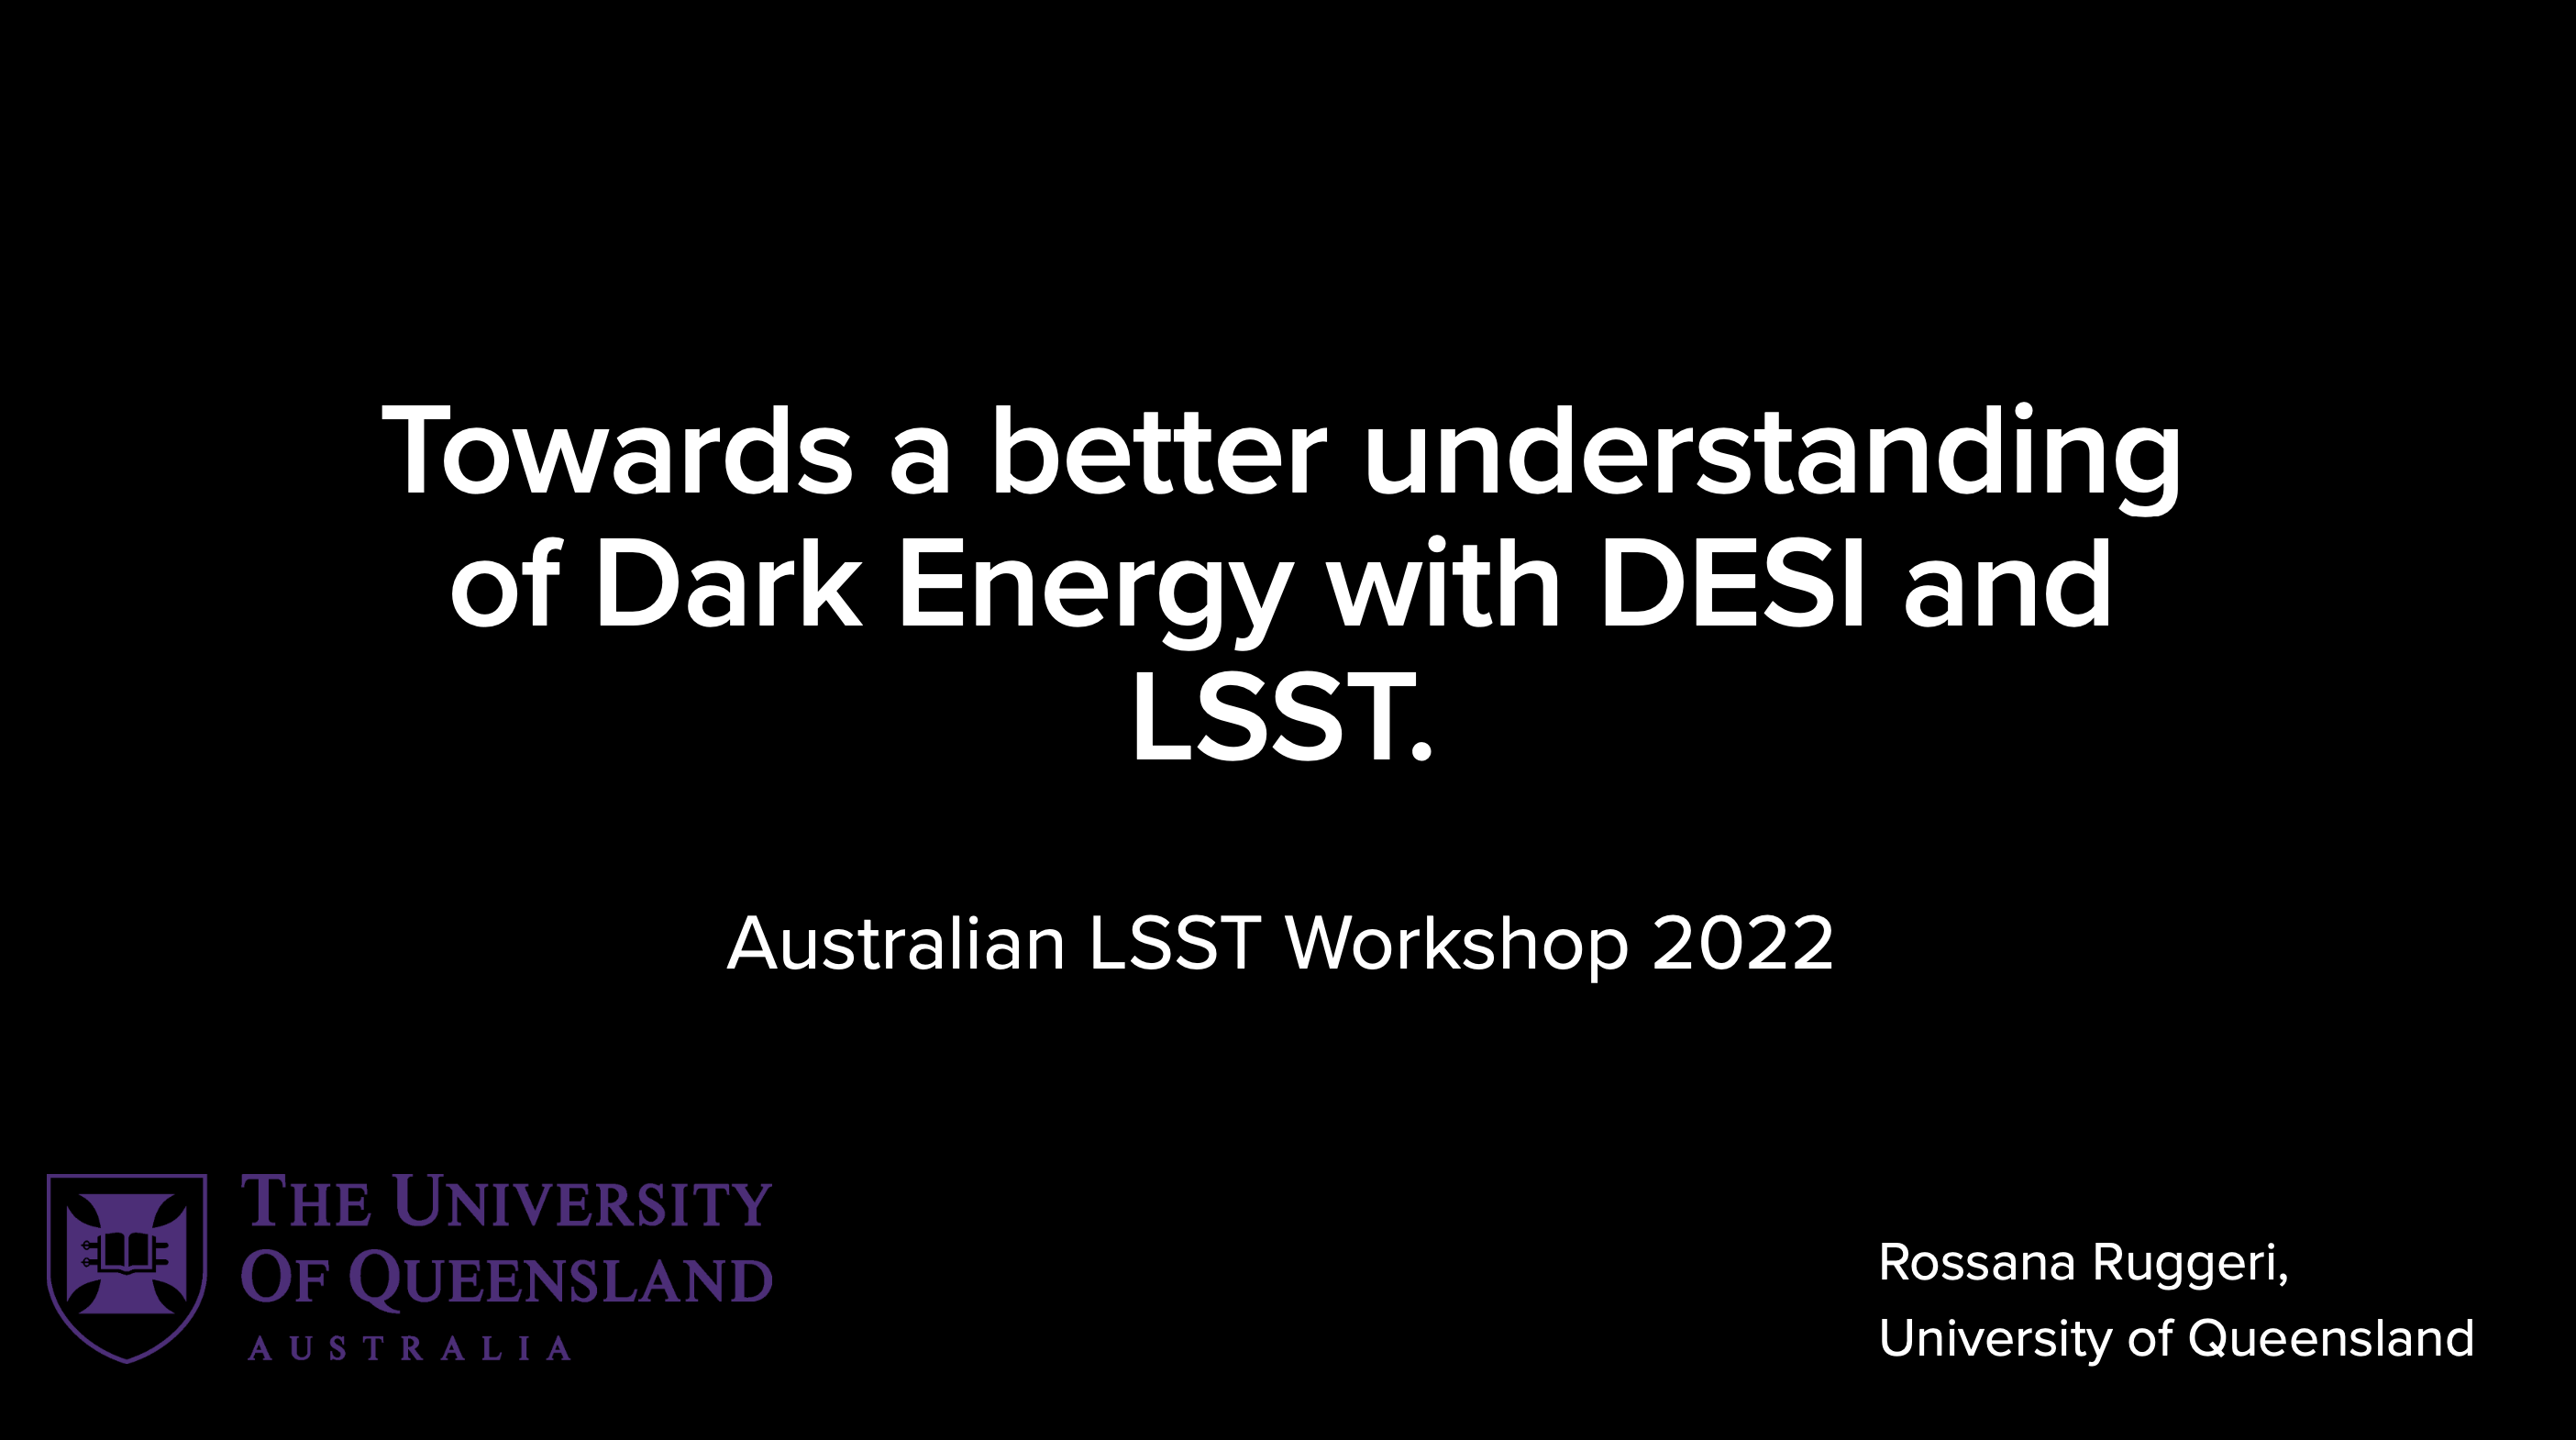 Towards a better understanding
of Dark Energy with DESI and
LSST.
Australian LSST Workshop 2022
THE UNIVERSITY
OF QUEENSLAND
AUSTRALIA
Rossana Ruggeri,
University of Queensland